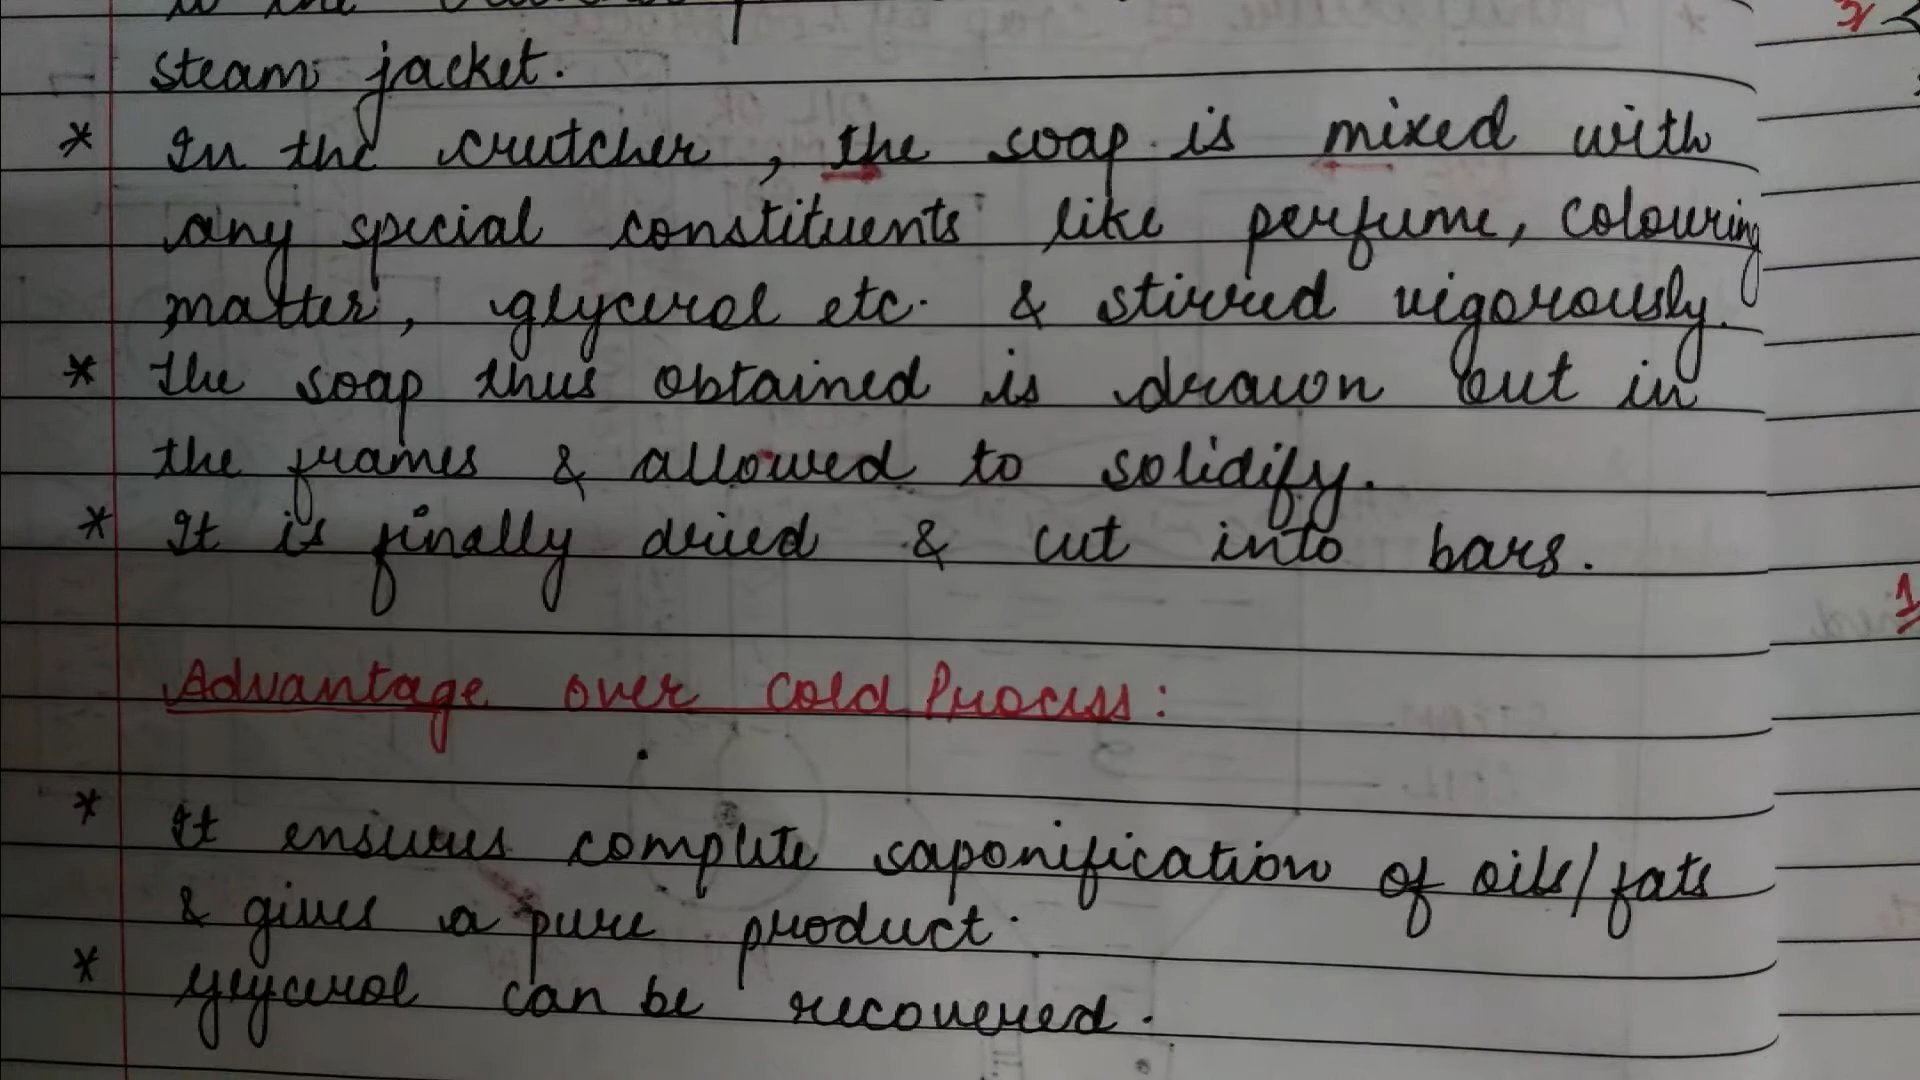 steam jacket.
* In the crutcher, the soap is mixed with
any special constituents like perfume, colouring
matter, glycerol etc. & stirred vigorously.
* the soap thus obtained is drawn out in
the frames & allowed to solidify.
* It is finally dried & cut into bars.
Advantage over cold Process:
* It ensures complete saponification of oils/fats
& gives a pure product.
* glycerol can be recovered.